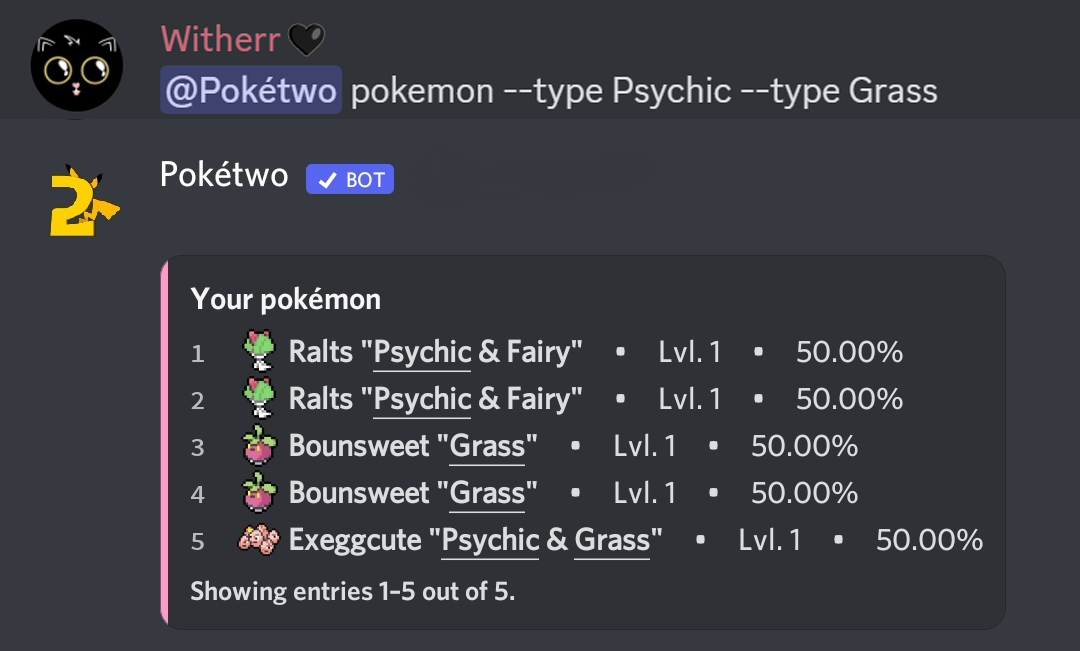 Witherr🖤
@Pokétwo pokemon --type Psychic --type Grass
Pokétwo ✓ BOT
Your pokémon
1 Ralts "Psychic & Fairy" • Lvl. 1 • 50.00%
2 Ralts "Psychic & Fairy" • Lvl. 1 • 50.00%
3 Bounsweet "Grass" • Lvl. 1 • 50.00%
4 Bounsweet "Grass" • Lvl. 1 • 50.00%
5 Exeggcute "Psychic & Grass" • Lvl. 1 • 50.00%
Showing entries 1–5 out of 5.